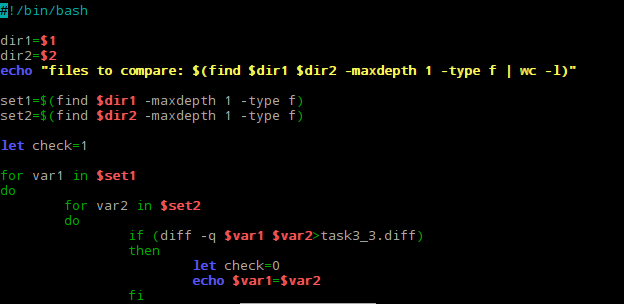 #!/bin/bash
dir1=$1
dir2=$2
echo "files to compare: $(find $dir1 $dir2 -maxdepth 1 -type f | wc -l)"
set1=$(find $dir1 -maxdepth 1 -type f)
set2=$(find $dir2 -maxdepth 1 -type f)
let check=1
for var1 in $set1
do
for var2 in $set2
do
if (diff -q $var1 $var2>task3_3.diff)
then
let check=0
echo $var1=$var2
fi